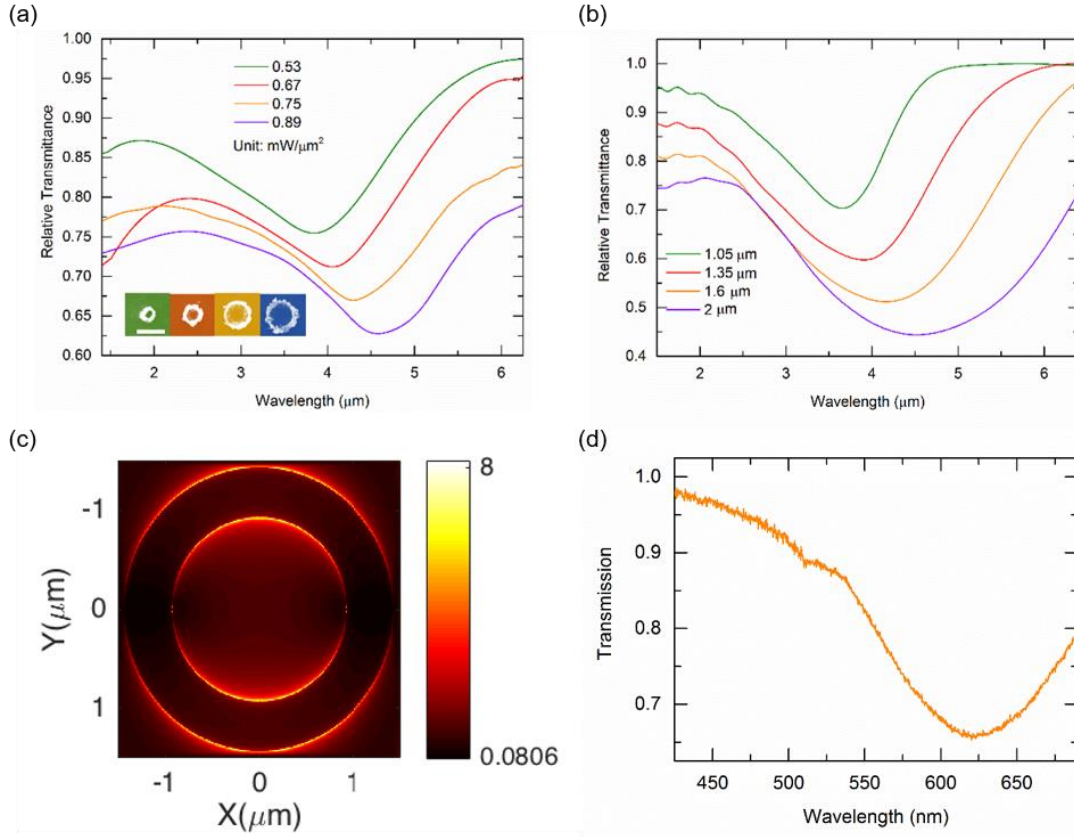 (a)
1.00
0.95
0.90
0.85
0.80
0.75
0.70
0.65
0.60
Relative Transmittance
0.53
0.67
0.75
0.89
Unit: mW/μm²
2 3 4 5 6
Wavelength (μm)
(b)
1.0
0.9
0.8
0.7
0.6
0.5
0.4
Relative Transmittance
1.05 μm
1.35 μm
1.6 μm
2 μm
2 3 4 5 6
Wavelength (μm)
(c)
-1
0
1
Y(μm)
-1 0 1
X(μm)
8
0.0806
(d)
1.0
0.9
0.8
0.7
Transmission
450 500 550 600 650
Wavelength (nm)